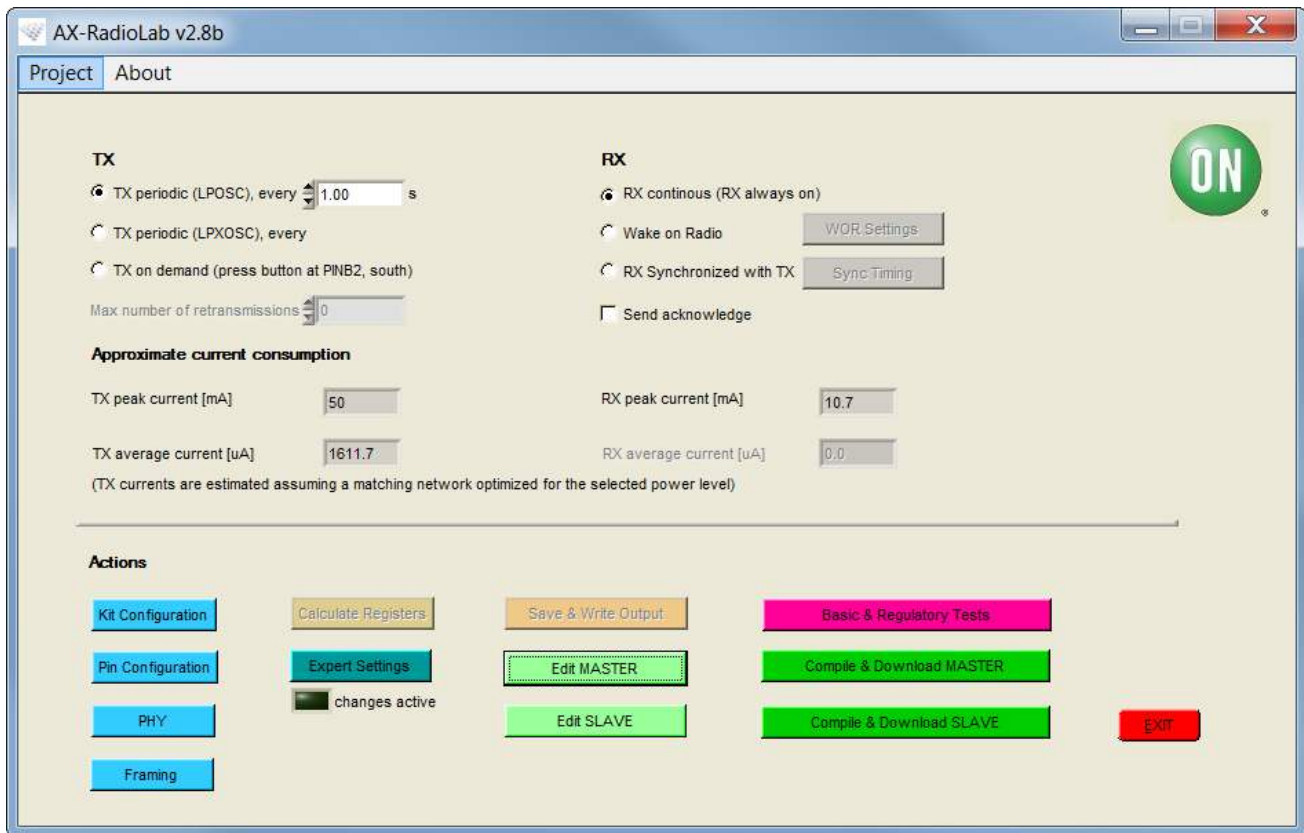 AX-RadioLab v2.8b
Project About
TX
TX periodic (LPOSC), every 1.00 s
TX periodic (LPXOSC), every
TX on demand (press button at PINB2, south)
Max number of retransmissions 0
RX
RX continous (RX always on)
Wake on Radio WOR Settings
RX Synchronized with TX Sync Timing
Send acknowledge
ON
®
Approximate current consumption
TX peak current [mA] 50
RX peak current [mA] 10.7
TX average current [uA] 1611.7
RX average current [uA] 0.0
(TX currents are estimated assuming a matching network optimized for the selected power level)
Actions
Kit Configuration Calculate Registers Save & Write Output Basic & Regulatory Tests
Pin Configuration Expert Settings Edit MASTER Compile & Download MASTER
changes active
PHY Edit SLAVE Compile & Download SLAVE EXIT
Framing